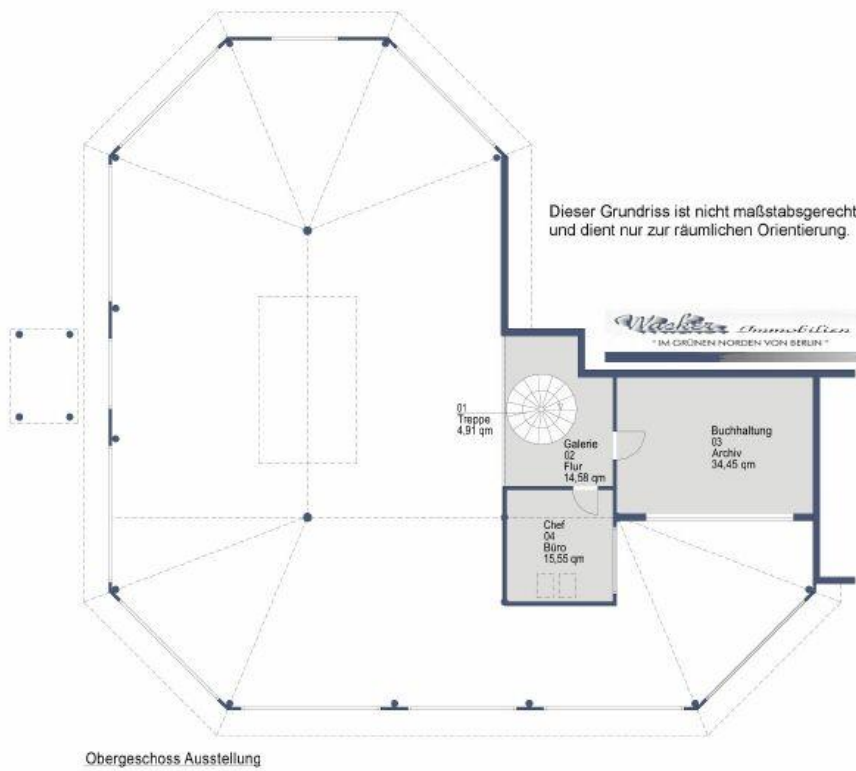 Dieser Grundriss ist nicht maßstabsgerecht
und dient nur zur räumlichen Orientierung.
Wäcker Immobilien
" IM GRÜNEN NORDEN VON BERLIN "
01
Treppe
4,91 qm
Galerie
02
Flur
14,58 qm
Buchhaltung
03
Archiv
34,45 qm
Chef
04
Büro
15,55 qm
Obergeschoss Ausstellung